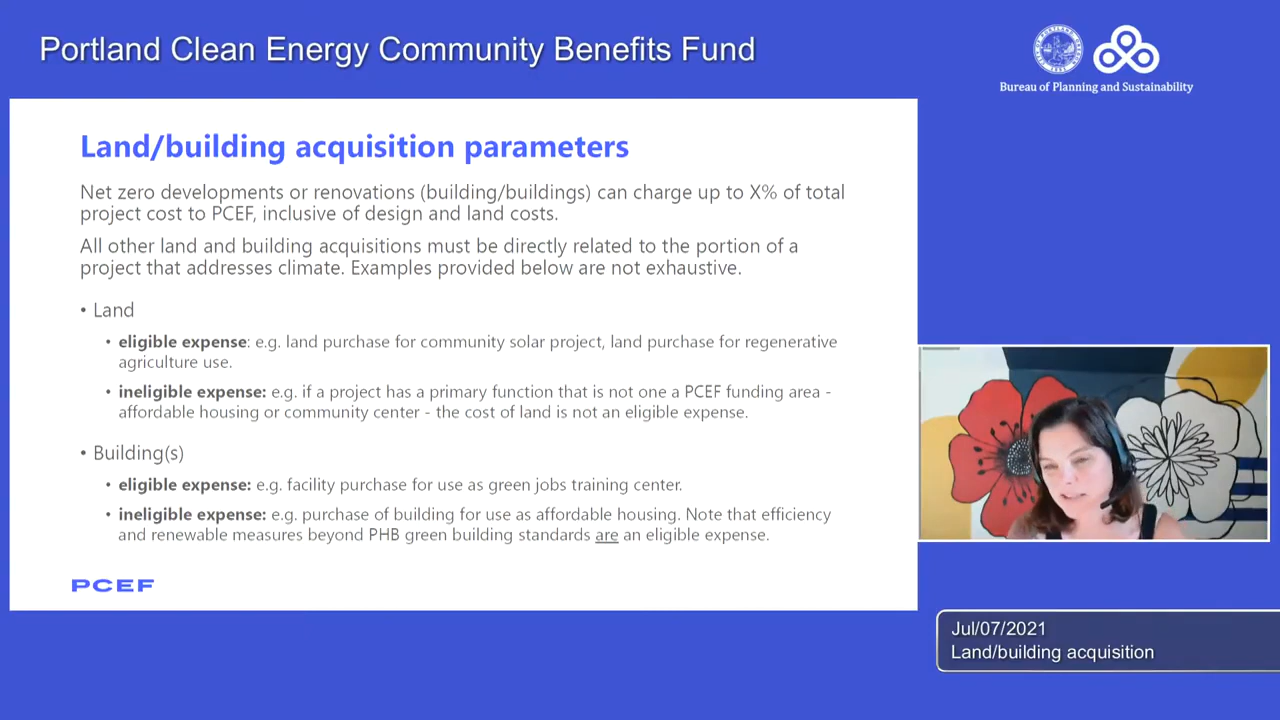 Portland Clean Energy Community Benefits Fund
Bureau of Planning and Sustainability
Land/building acquisition parameters
Net zero developments or renovations (building/buildings) can charge up to X% of total
project cost to PCEF, inclusive of design and land costs.
All other land and building acquisitions must be directly related to the portion of a
project that addresses climate. Examples provided below are not exhaustive.
• Land
• eligible expense: e.g. land purchase for community solar project, land purchase for regenerative
agriculture use.
• ineligible expense: e.g. if a project has a primary function that is not one a PCEF funding area -
affordable housing or community center - the cost of land is not an eligible expense.
• Building(s)
• eligible expense: e.g. facility purchase for use as green jobs training center.
• ineligible expense: e.g. purchase of building for use as affordable housing. Note that efficiency
and renewable measures beyond PHB green building standards are an eligible expense.
PCEF
Jul/07/2021
Land/building acquisition